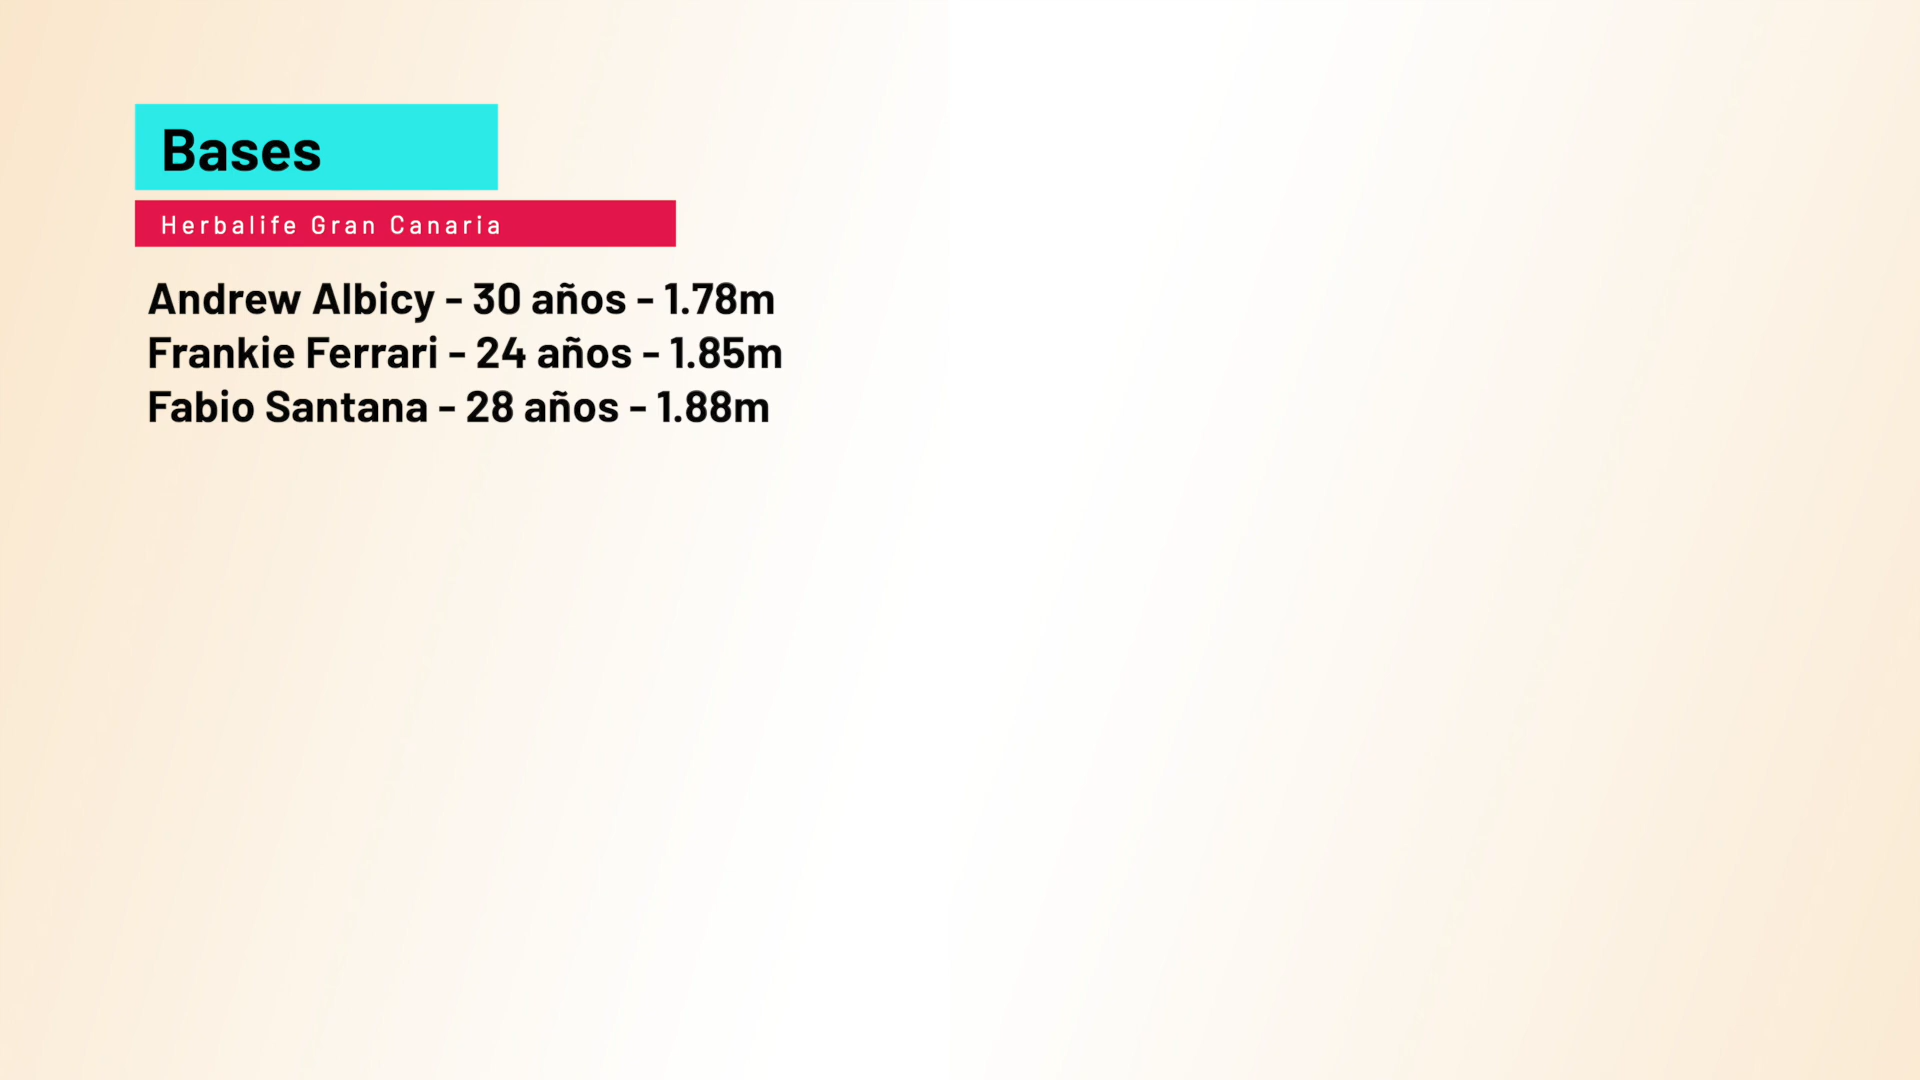 Bases
Herbalife Gran Canaria
Andrew Albicy - 30 años - 1.78m
Frankie Ferrari - 24 años - 1.85m
Fabio Santana - 28 años - 1.88m